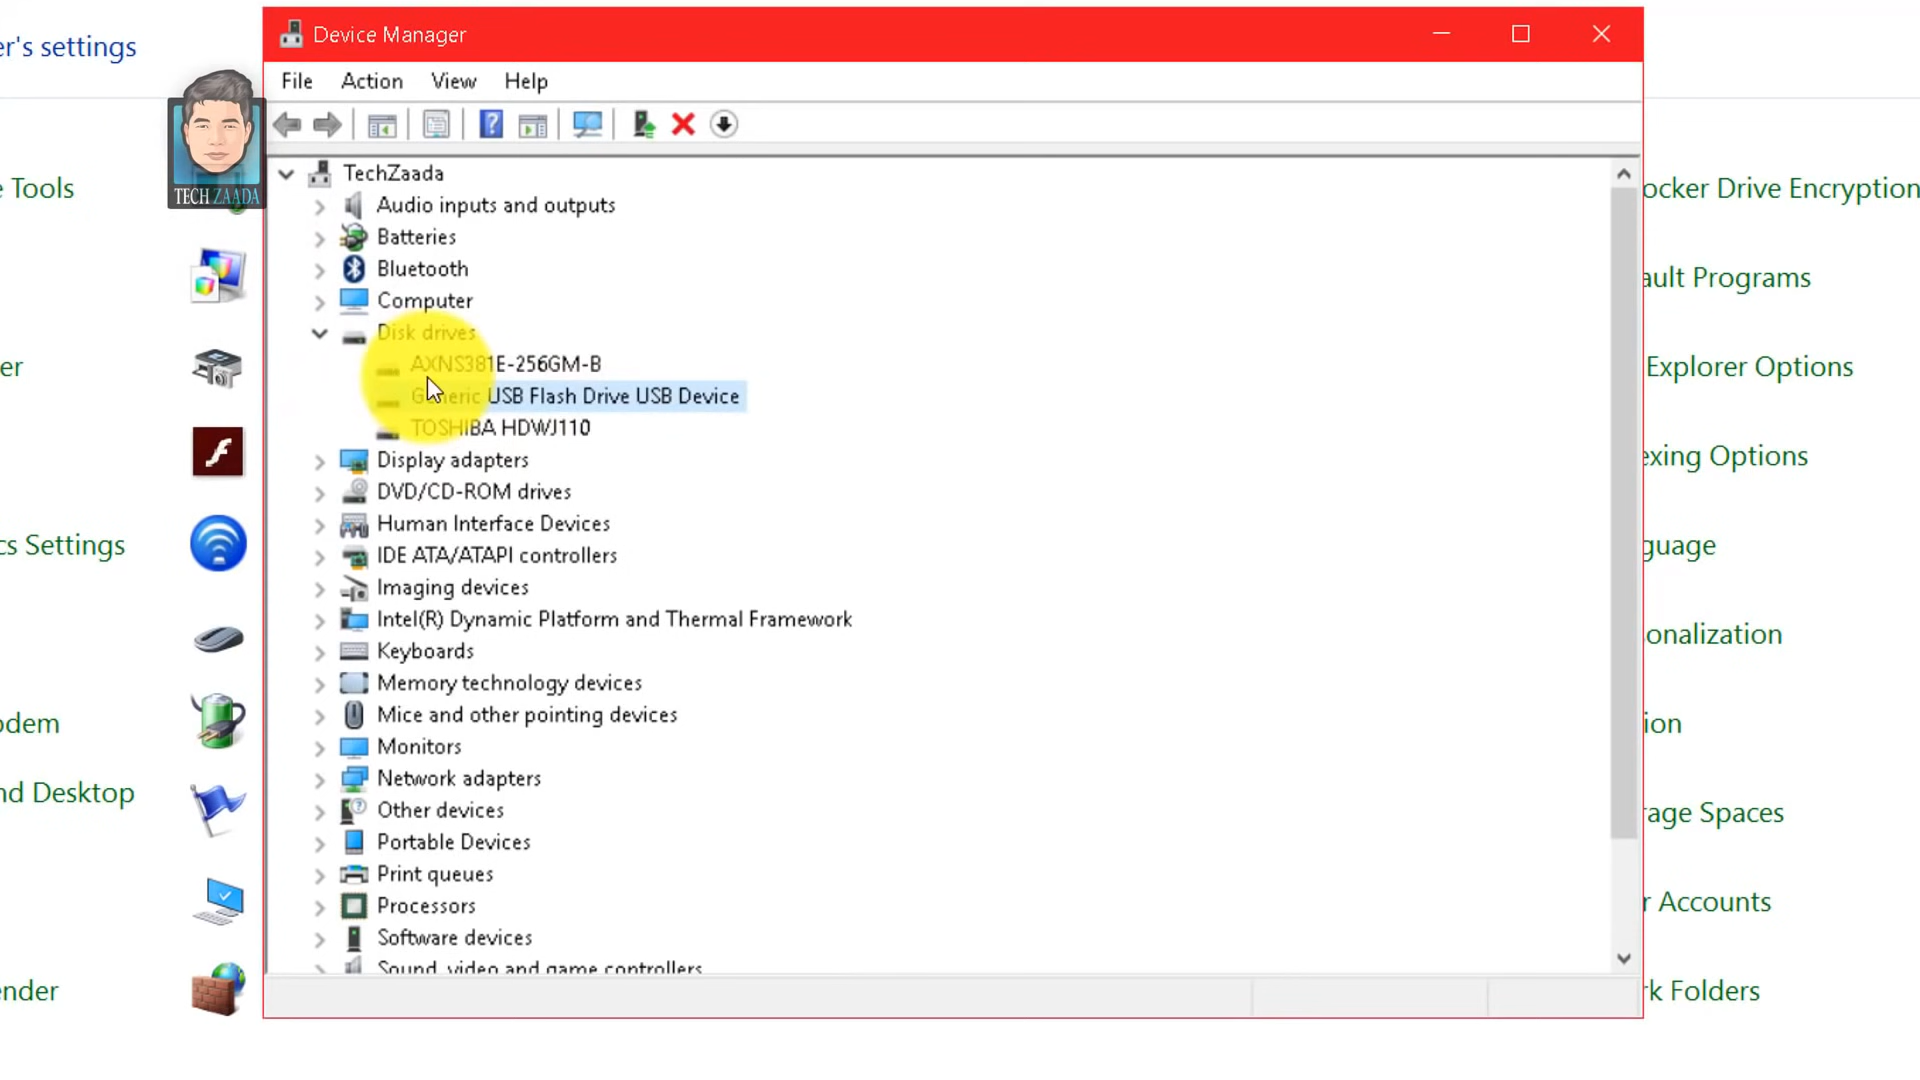 Device Manager
File Action View Help
TechZaada
Audio inputs and outputs
Batteries
Bluetooth
Computer
Disk drives
AXNS381E-256GM-B
Generic USB Flash Drive USB Device
TOSHIBA HDWJ110
Display adapters
DVD/CD-ROM drives
Human Interface Devices
IDE ATA/ATAPI controllers
Imaging devices
Intel(R) Dynamic Platform and Thermal Framework
Keyboards
Memory technology devices
Mice and other pointing devices
Monitors
Network adapters
Other devices
Portable Devices
Print queues
Processors
Software devices
Sound, video and game controllers
er's settings
e Tools
er
cs Settings
odem
nd Desktop
ender
TECH ZAADA
ocker Drive Encryption
ault Programs
Explorer Options
exing Options
guage
onalization
ion
rage Spaces
r Accounts
rk Folders